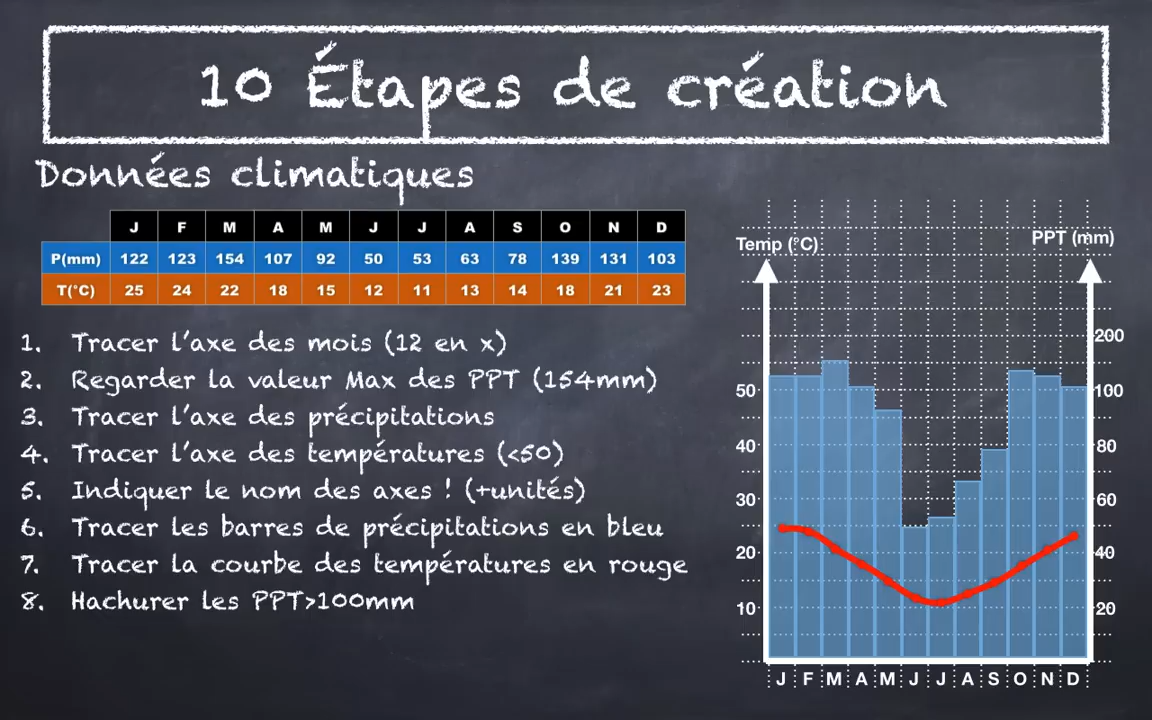 10 Étapes de création
Données climatiques
J F M A M J J A S O N D
P(mm) 122 123 154 107 92 50 53 63 78 139 131 103
T(°C) 25 24 22 18 15 12 11 13 14 18 21 23
1. Tracer l'axe des mois (12 en x)
2. Regarder la valeur Max des PPT (154mm)
3. Tracer l'axe des précipitations
4. Tracer l'axe des températures (<50)
5. Indiquer le nom des axes ! (+unités)
6. Tracer les barres de précipitations en bleu
7. Tracer la courbe des températures en rouge
8. Hachurer les PPT>100mm
Temp (°C) PPT (mm)
200
50 100
40 80
30 60
20 40
10 20
J F M A M J J A S O N D